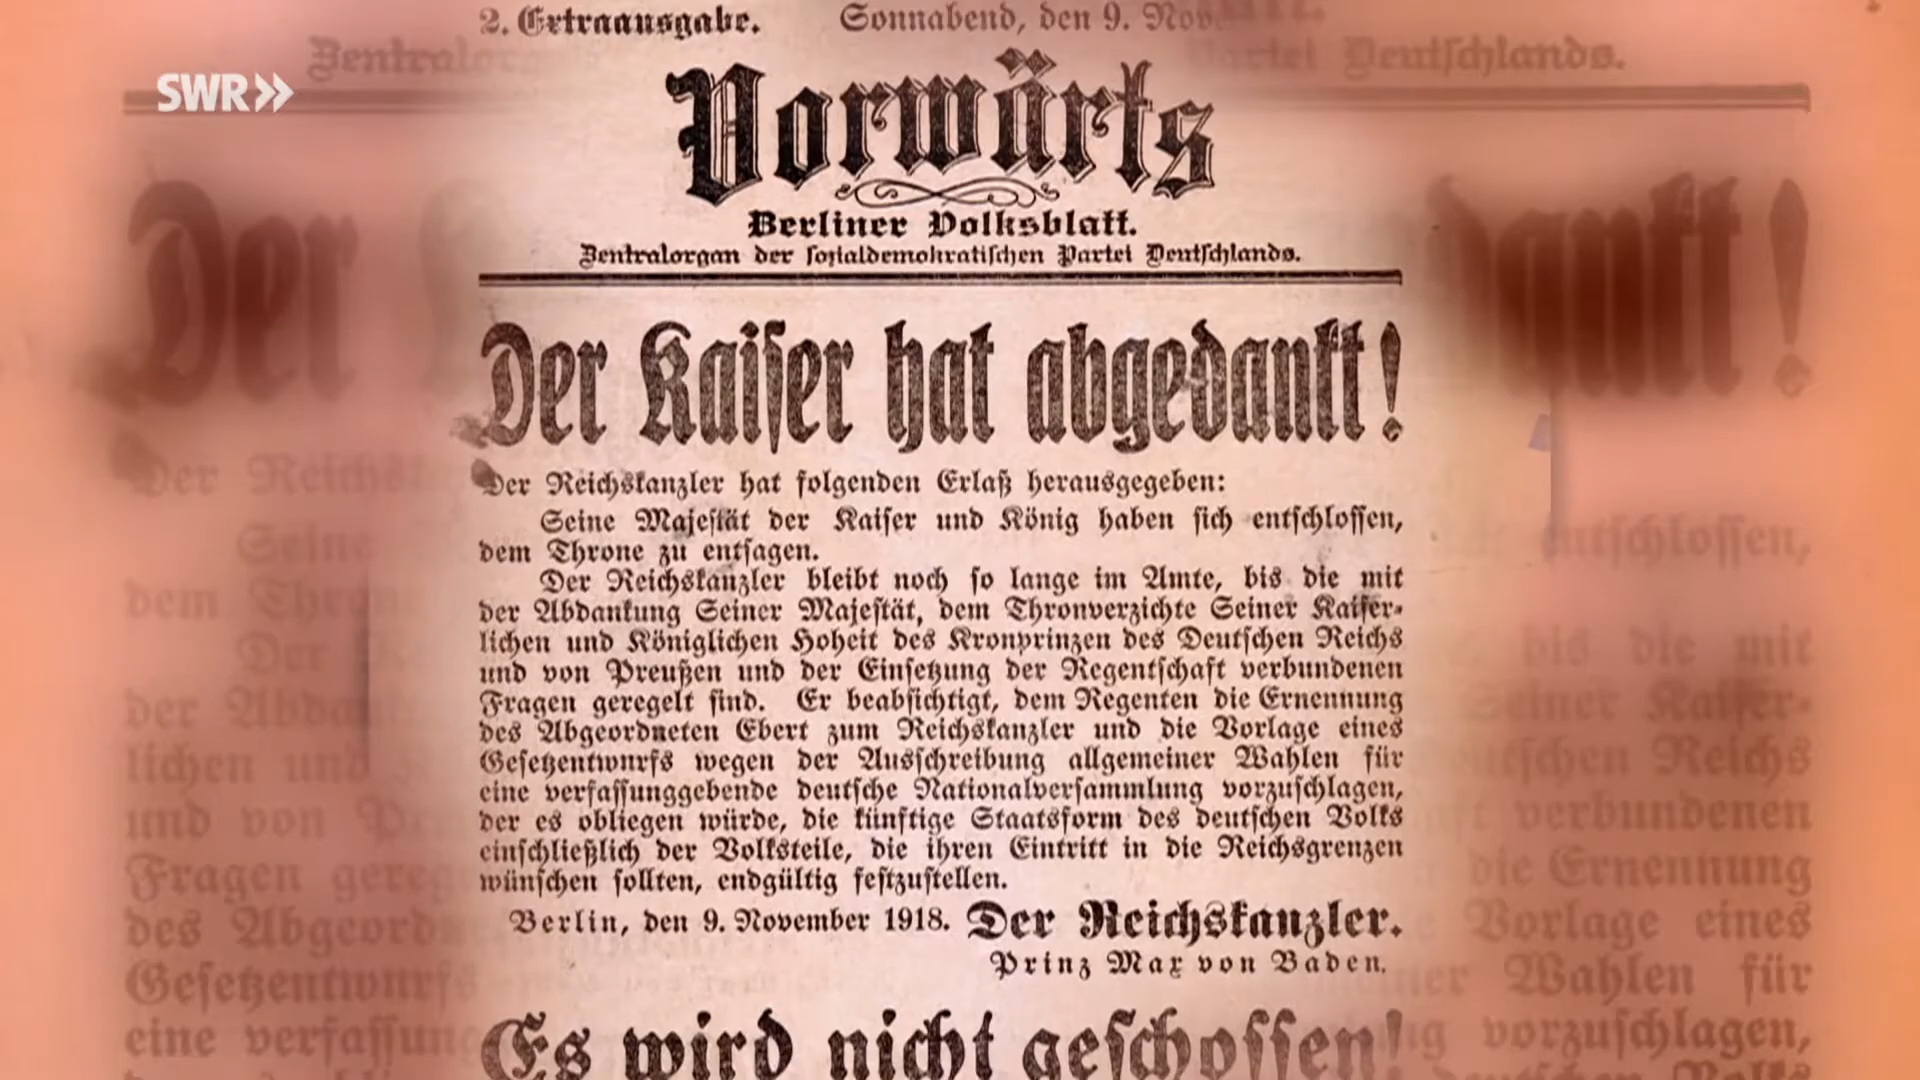 2. Extraausgabe. Sonnabend, den 9. Nov
SWR
Vorwärts
Berliner Volksblatt.
Zentralorgan der sozialdemokratischen Partei Deutschlands.
Der Kaiser hat abgedankt!
Der Reichskanzler hat folgenden Erlaß herausgegeben:
Seine Majestät der Kaiser und König haben sich entschlossen,
dem Throne zu entsagen.
Der Reichskanzler bleibt noch so lange im Amte, bis die mit
der Abdankung Seiner Majestät, dem Thronverzichte Seiner Kaiser-
lichen und Königlichen Hoheit des Kronprinzen des Deutschen Reichs
und von Preußen und der Einsetzung der Regentschaft verbundenen
Fragen geregelt sind. Er beabsichtigt, dem Regenten die Ernennung
des Abgeordneten Ebert zum Reichskanzler und die Vorlage eines
Gesetzentwurfs wegen der Ausschreibung allgemeiner Wahlen für
eine verfassunggebende deutsche Nationalversammlung vorzuschlagen,
der es obliegen würde, die künftige Staatsform des deutschen Volks
einschließlich der Volksteile, die ihren Eintritt in die Reichsgrenzen
wünschen sollten, endgültig festzustellen.
Berlin, den 9. November 1918. Der Reichskanzler.
Prinz Max von Baden.
Es wird nicht geschossen!